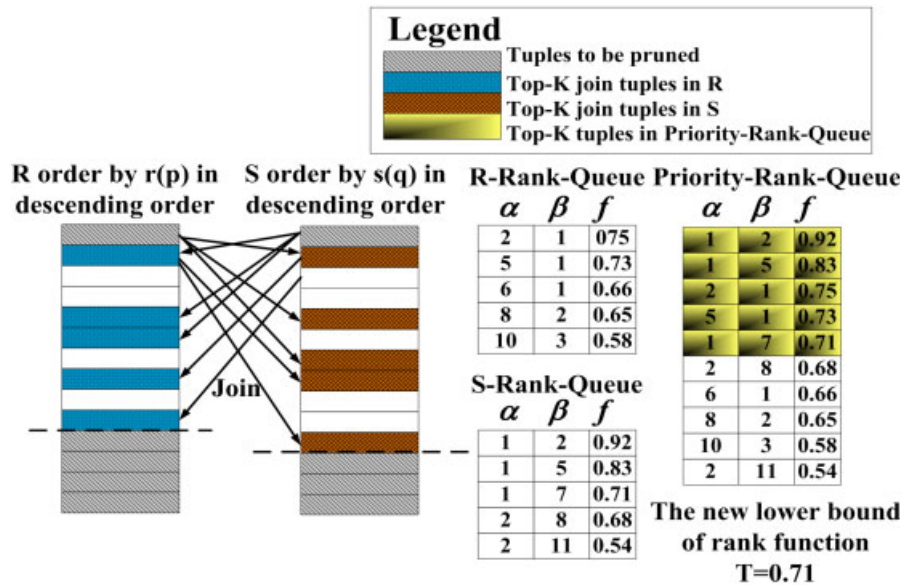 Legend
Tuples to be pruned
Top-K join tuples in R
Top-K join tuples in S
Top-K tuples in Priority-Rank-Queue
R order by r(p) in
descending order
S order by s(q) in
descending order
Join
R-Rank-Queue
α β f
2 1 075
5 1 0.73
6 1 0.66
8 2 0.65
10 3 0.58
S-Rank-Queue
α β f
1 2 0.92
1 5 0.83
1 7 0.71
2 8 0.68
2 11 0.54
Priority-Rank-Queue
α β f
1 2 0.92
1 5 0.83
2 1 0.75
5 1 0.73
1 7 0.71
2 8 0.68
6 1 0.66
8 2 0.65
10 3 0.58
2 11 0.54
The new lower bound
of rank function
T=0.71